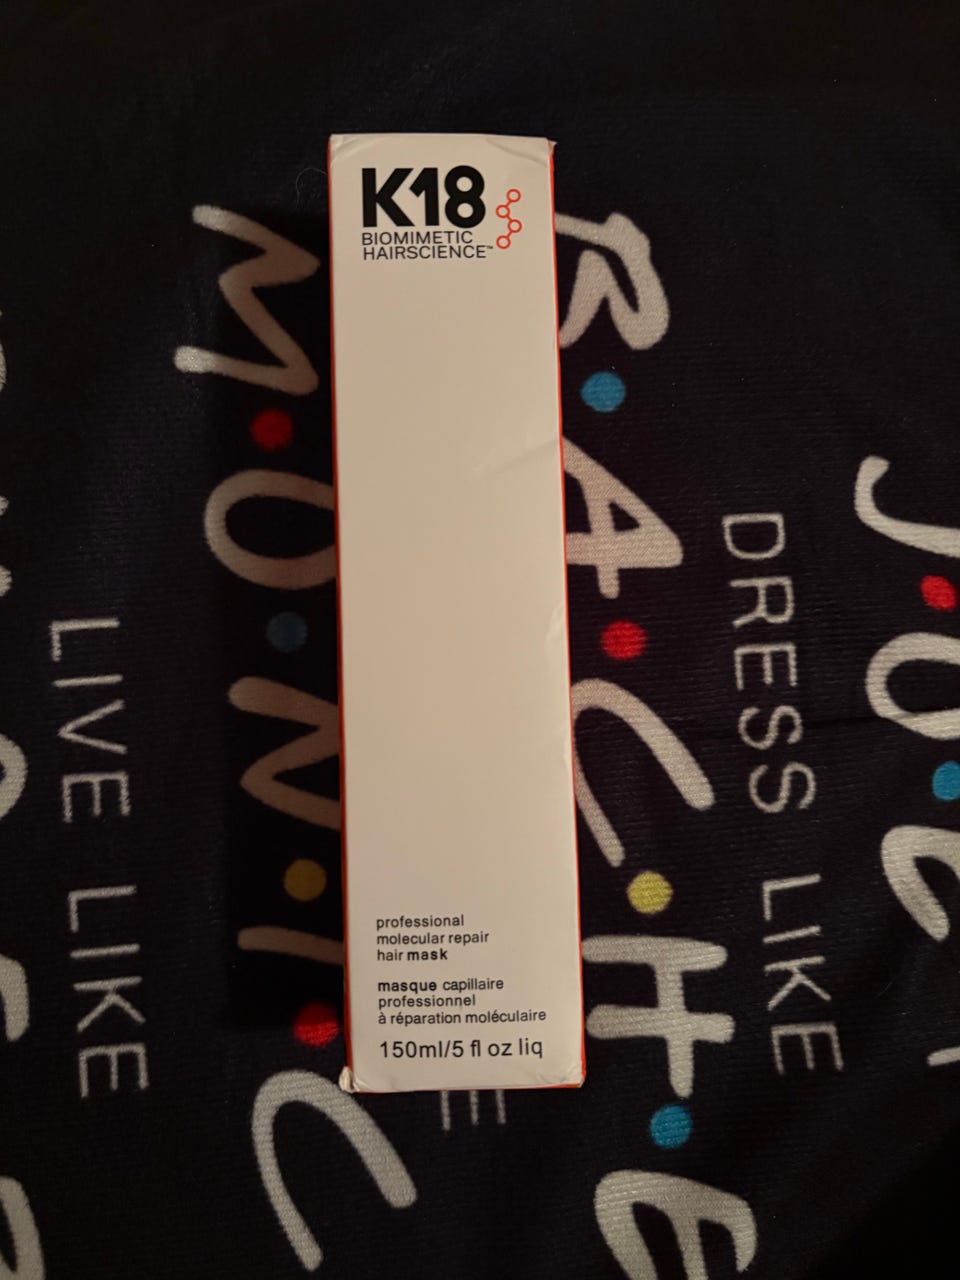 K18
BIOMIMETIC
HAIRSCIENCE™
professional
molecular repair
hair mask
masque capillaire
professionnel
à réparation moléculaire
150ml/5 fl oz liq
LIVE LIKE
M•O•N•I•C
R•A•C•H•E
DRESS LIKE
J•O•E